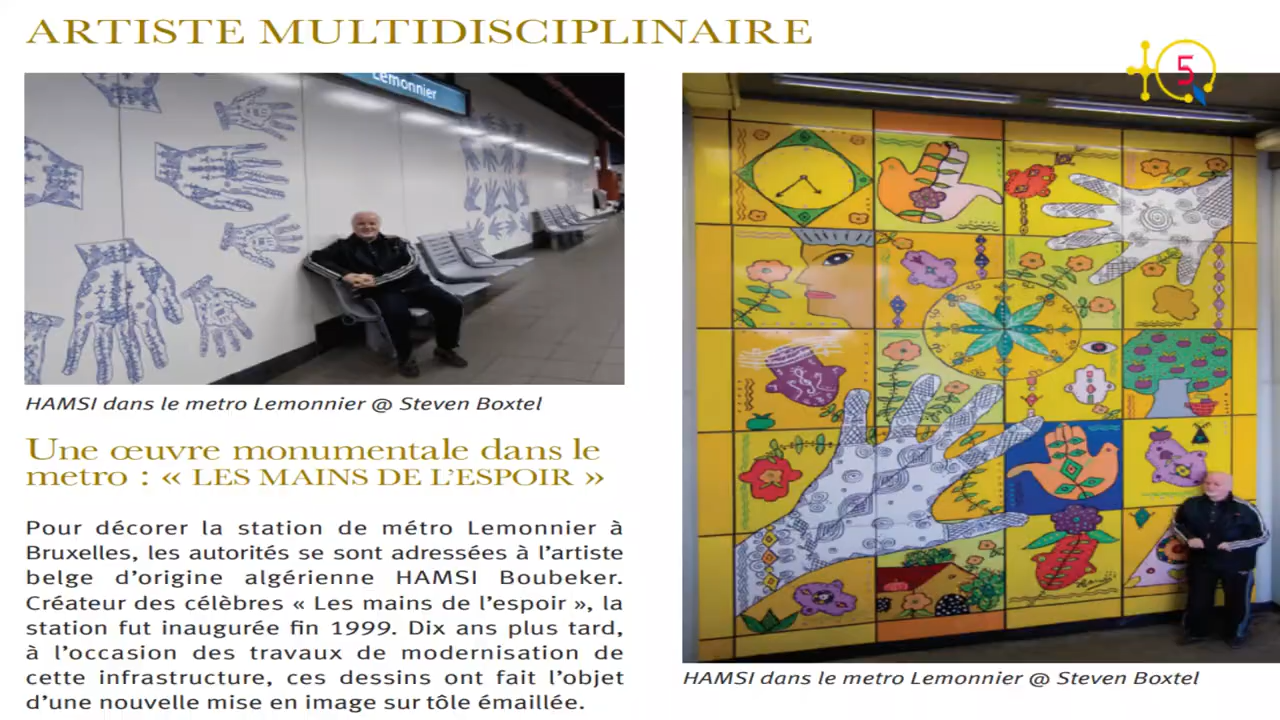 ARTISTE MULTIDISCIPLINAIRE
5
Lemonnier
HAMSI dans le metro Lemonnier @ Steven Boxtel
Une œuvre monumentale dans le
metro : « LES MAINS DE L’ESPOIR »
Pour décorer la station de métro Lemonnier à
Bruxelles, les autorités se sont adressées à l’artiste
belge d’origine algérienne HAMSI Boubeker.
Créateur des célèbres « Les mains de l’espoir », la
station fut inaugurée fin 1999. Dix ans plus tard,
à l’occasion des travaux de modernisation de
cette infrastructure, ces dessins ont fait l’objet
d’une nouvelle mise en image sur tôle émaillée.
HAMSI dans le metro Lemonnier @ Steven Boxtel